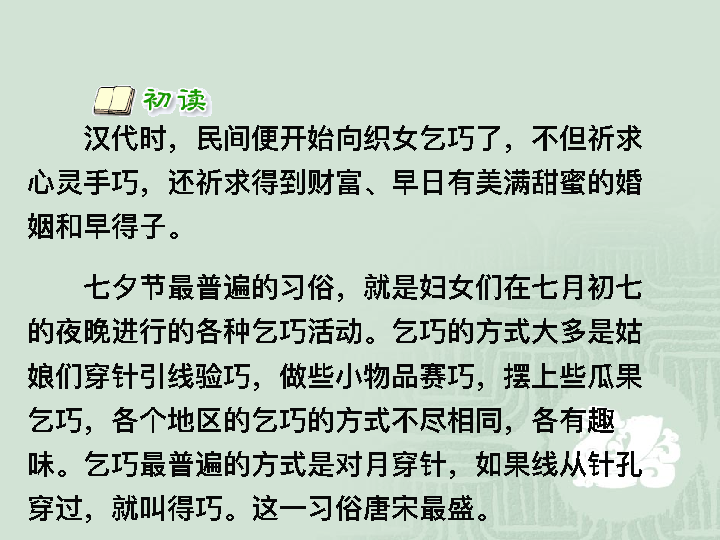 初读
汉代时，民间便开始向织女乞巧了，不但祈求
心灵手巧，还祈求得到财富、早日有美满甜蜜的婚
姻和早得子。
七夕节最普遍的习俗，就是妇女们在七月初七
的夜晚进行的各种乞巧活动。乞巧的方式大多是姑
娘们穿针引线验巧，做些小物品赛巧，摆上些瓜果
乞巧，各个地区的乞巧的方式不尽相同，各有趣
味。乞巧最普遍的方式是对月穿针，如果线从针孔
穿过，就叫得巧。这一习俗唐宋最盛。